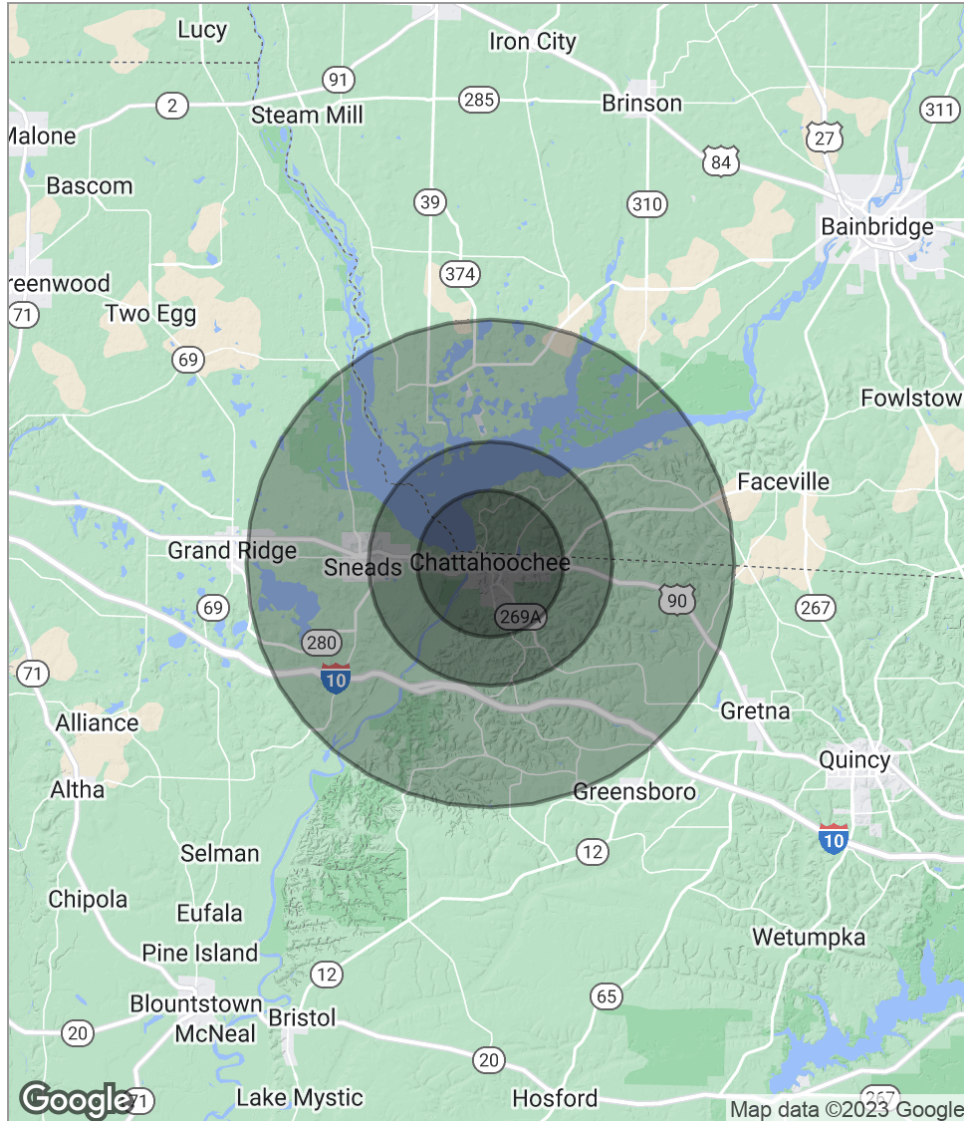 Lucy
Iron City
91
2
285
Brinson
Steam Mill
311
27
Malone
84
Bascom
39
310
Bainbridge
374
reenwood
71
Two Egg
69
Fowlstow
Faceville
Grand Ridge
Sneads
Chattahoochee
90
69
267
269A
280
71
10
Gretna
Alliance
Quincy
Altha
Greensboro
10
12
Selman
Chipola
Eufala
Wetumpka
Pine Island
12
65
Blountstown
Bristol
20
McNeal
20
Google
71
Lake Mystic
Hosford
267
Map data ©2023 Google